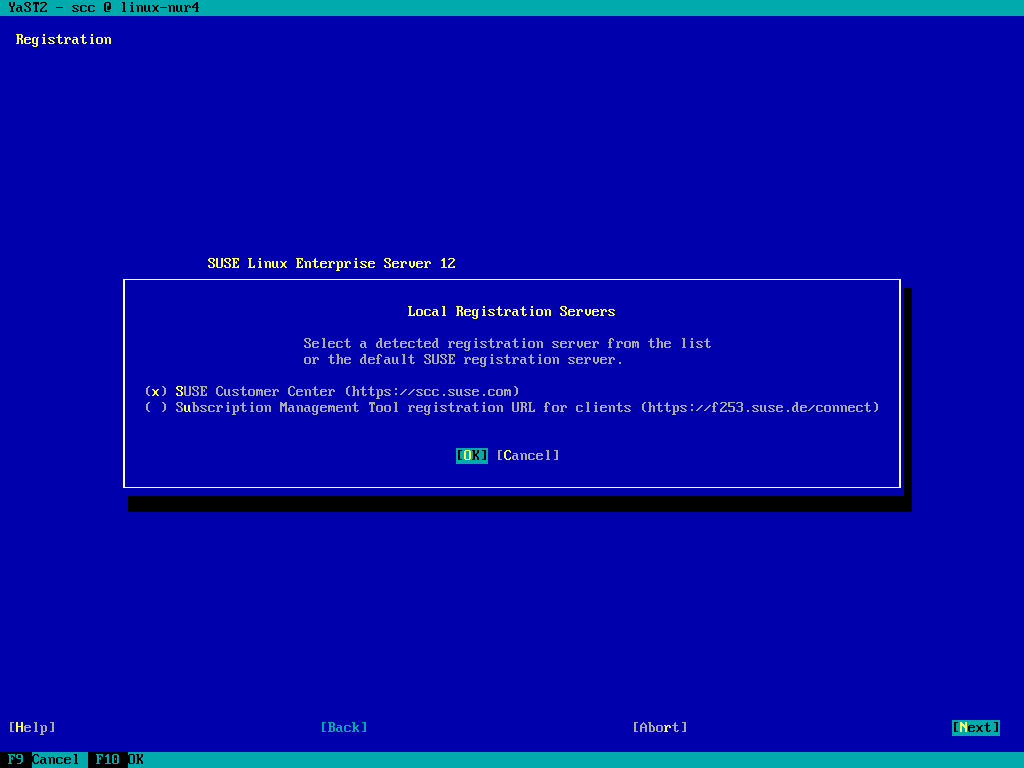 YaST2 - scc @ linux-nur4
Registration
SUSE Linux Enterprise Server 12
Local Registration Servers
Select a detected registration server from the list
or the default SUSE registration server.
(x) SUSE Customer Center (https://scc.suse.com)
( ) Subscription Management Tool registration URL for clients (https://f253.suse.de/connect)
[OK] [Cancel]
[Help] [Back] [Abort] [Next]
F9 Cancel F10 OK